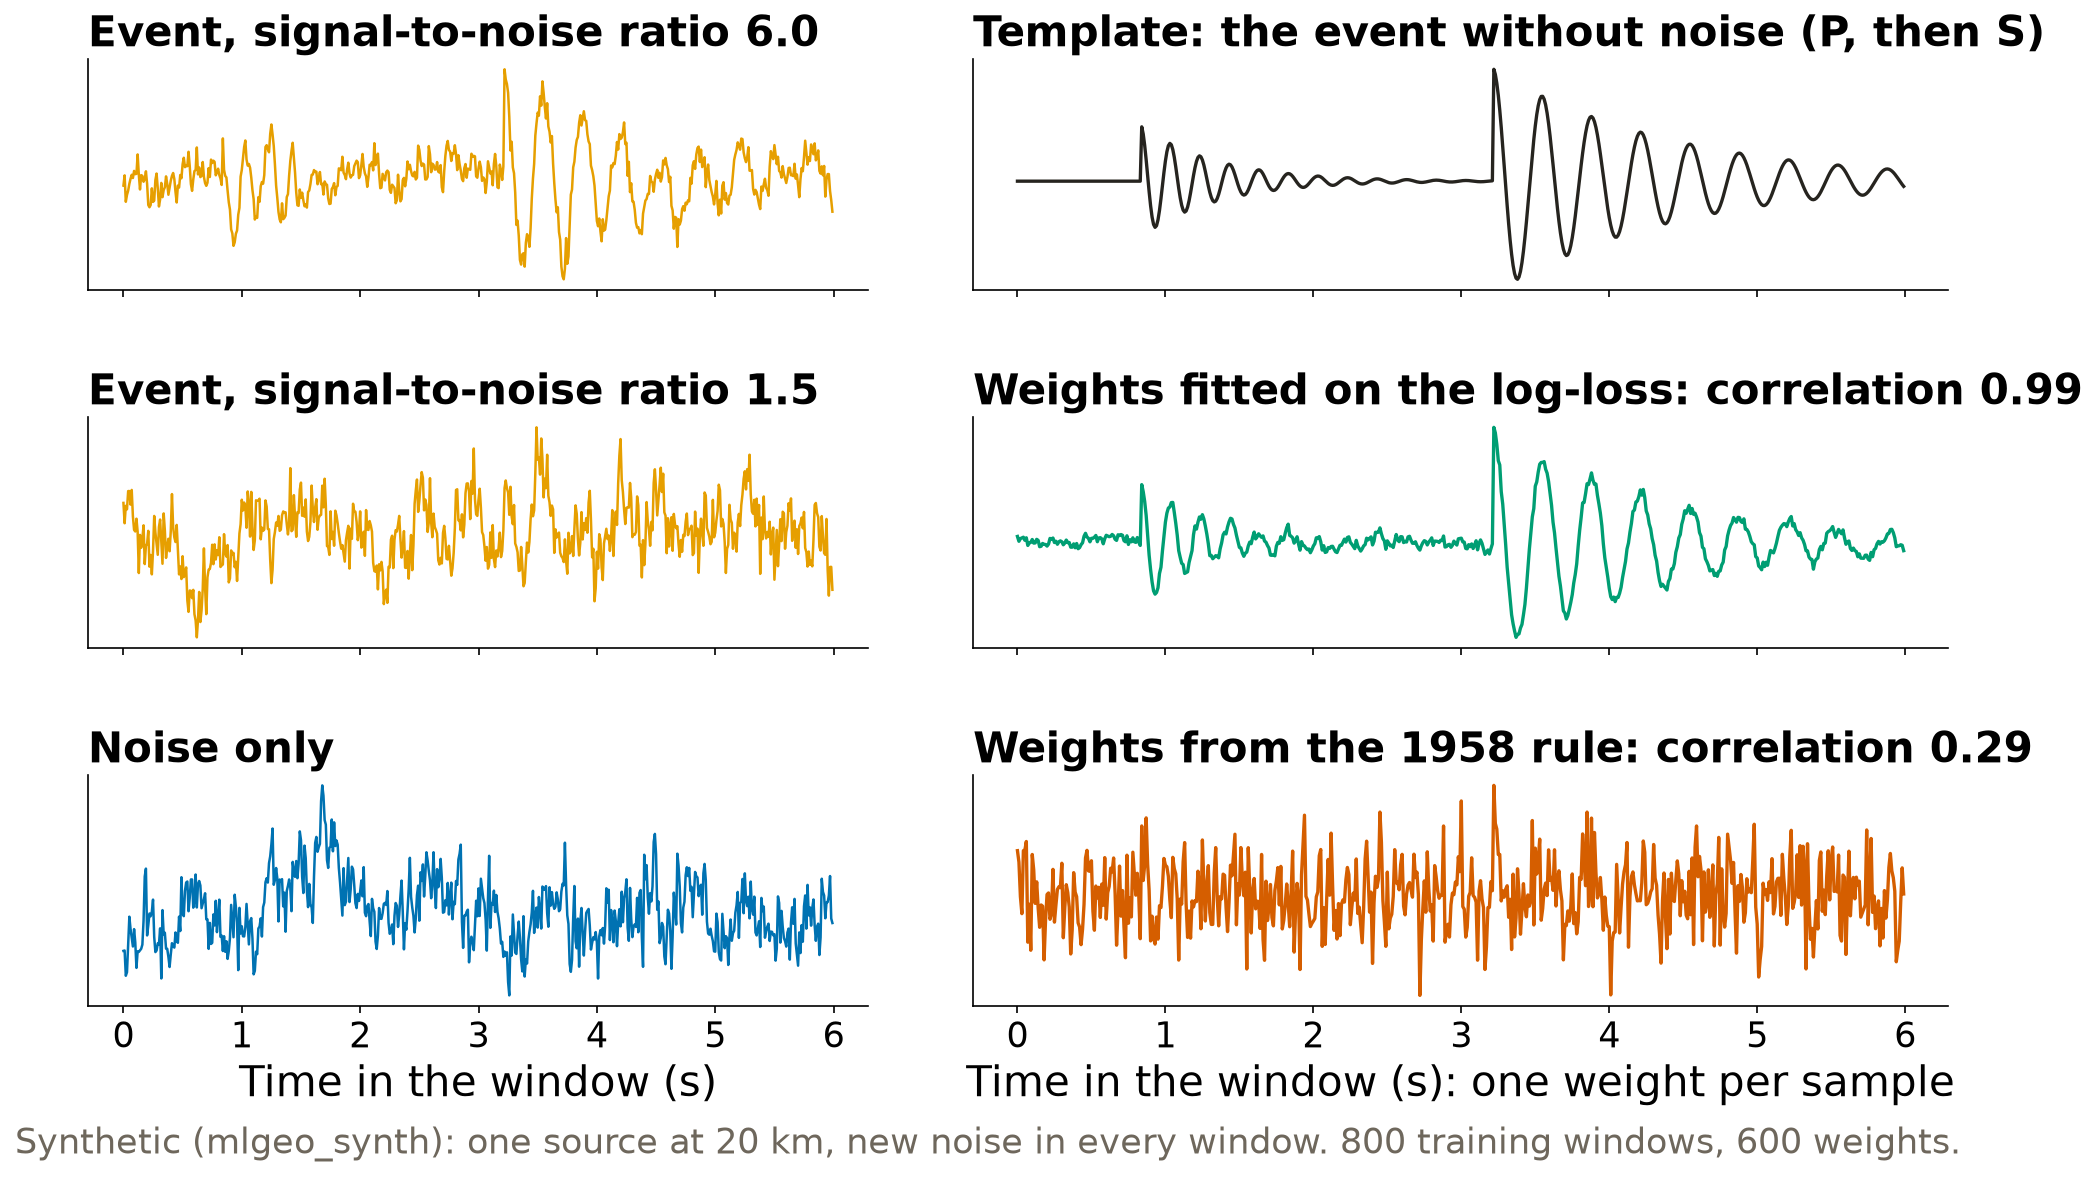 Event, signal-to-noise ratio 6.0
Template: the event without noise (P, then S)
Event, signal-to-noise ratio 1.5
Weights fitted on the log-loss: correlation 0.99
Noise only
Weights from the 1958 rule: correlation 0.29
0 1 2 3 4 5 6
0 1 2 3 4 5 6
Time in the window (s)
Time in the window (s): one weight per sample
Synthetic (mlgeo_synth): one source at 20 km, new noise in every window. 800 training windows, 600 weights.